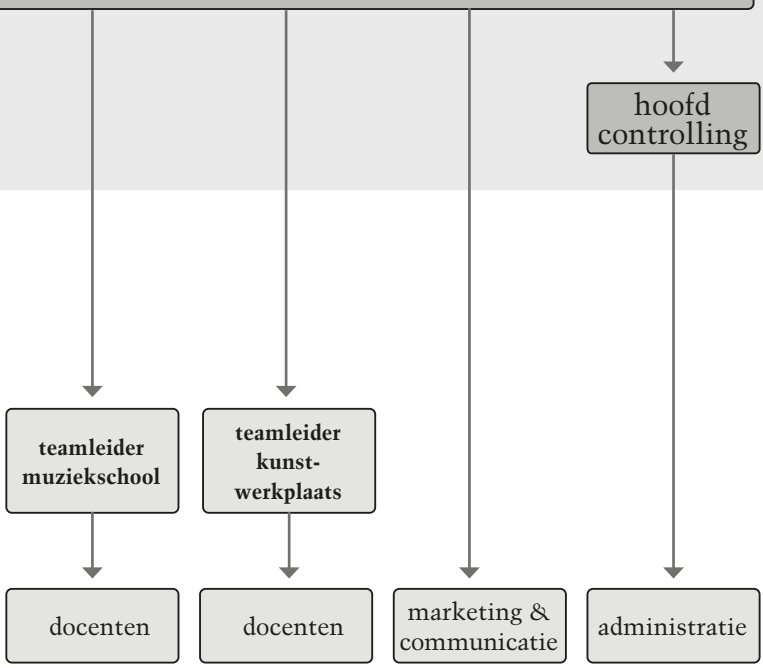 hoofd
controlling
teamleider
muziekschool
teamleider
kunst-
werkplaats
docenten
docenten
marketing &
communicatie
administratie